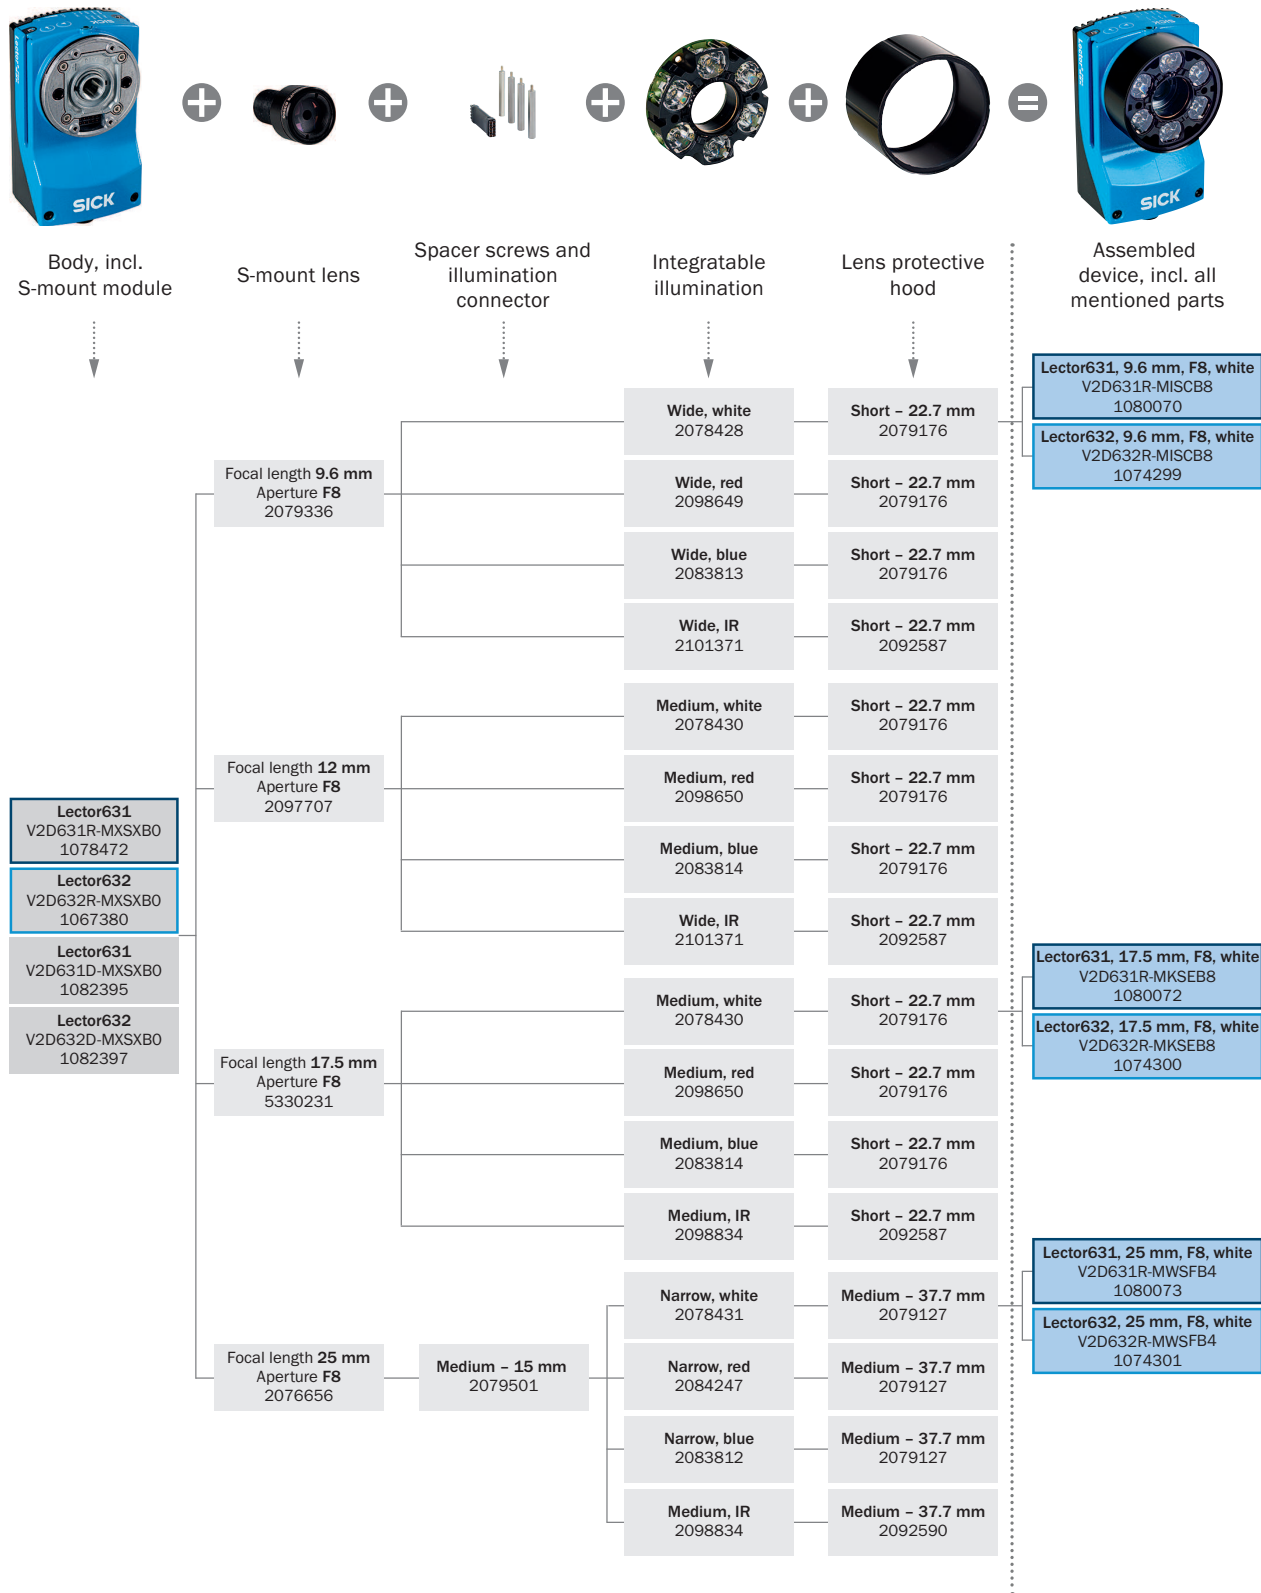 SICK
SICK
Body, incl.
S-mount module
S-mount lens
Spacer screws and
illumination
connector
Integratable
illumination
Lens protective
hood
Assembled
device, incl. all
mentioned parts
Lector631
V2D631R-MXSXB0
1078472
Lector632
V2D632R-MXSXB0
1067380
Lector631
V2D631D-MXSXB0
1082395
Lector632
V2D632D-MXSXB0
1082397
Focal length 9.6 mm
Aperture F8
2079336
Wide, white
2078428
Short – 22.7 mm
2079176
Wide, red
2098649
Short – 22.7 mm
2079176
Wide, blue
2083813
Short – 22.7 mm
2079176
Wide, IR
2101371
Short – 22.7 mm
2092587
Lector631, 9.6 mm, F8, white
V2D631R-MISCB8
1080070
Lector632, 9.6 mm, F8, white
V2D632R-MISCB8
1074299
Focal length 12 mm
Aperture F8
2097707
Medium, white
2078430
Short – 22.7 mm
2079176
Medium, red
2098650
Short – 22.7 mm
2079176
Medium, blue
2083814
Short – 22.7 mm
2079176
Wide, IR
2101371
Short – 22.7 mm
2092587
Focal length 17.5 mm
Aperture F8
5330231
Medium, white
2078430
Short – 22.7 mm
2079176
Medium, red
2098650
Short – 22.7 mm
2079176
Medium, blue
2083814
Short – 22.7 mm
2079176
Medium, IR
2098834
Short – 22.7 mm
2092587
Lector631, 17.5 mm, F8, white
V2D631R-MKSEB8
1080072
Lector632, 17.5 mm, F8, white
V2D632R-MKSEB8
1074300
Focal length 25 mm
Aperture F8
2076656
Medium – 15 mm
2079501
Narrow, white
2078431
Medium – 37.7 mm
2079127
Narrow, red
2084247
Medium – 37.7 mm
2079127
Narrow, blue
2083812
Medium – 37.7 mm
2079127
Medium, IR
2098834
Medium – 37.7 mm
2092590
Lector631, 25 mm, F8, white
V2D631R-MWSFB4
1080073
Lector632, 25 mm, F8, white
V2D632R-MWSFB4
1074301